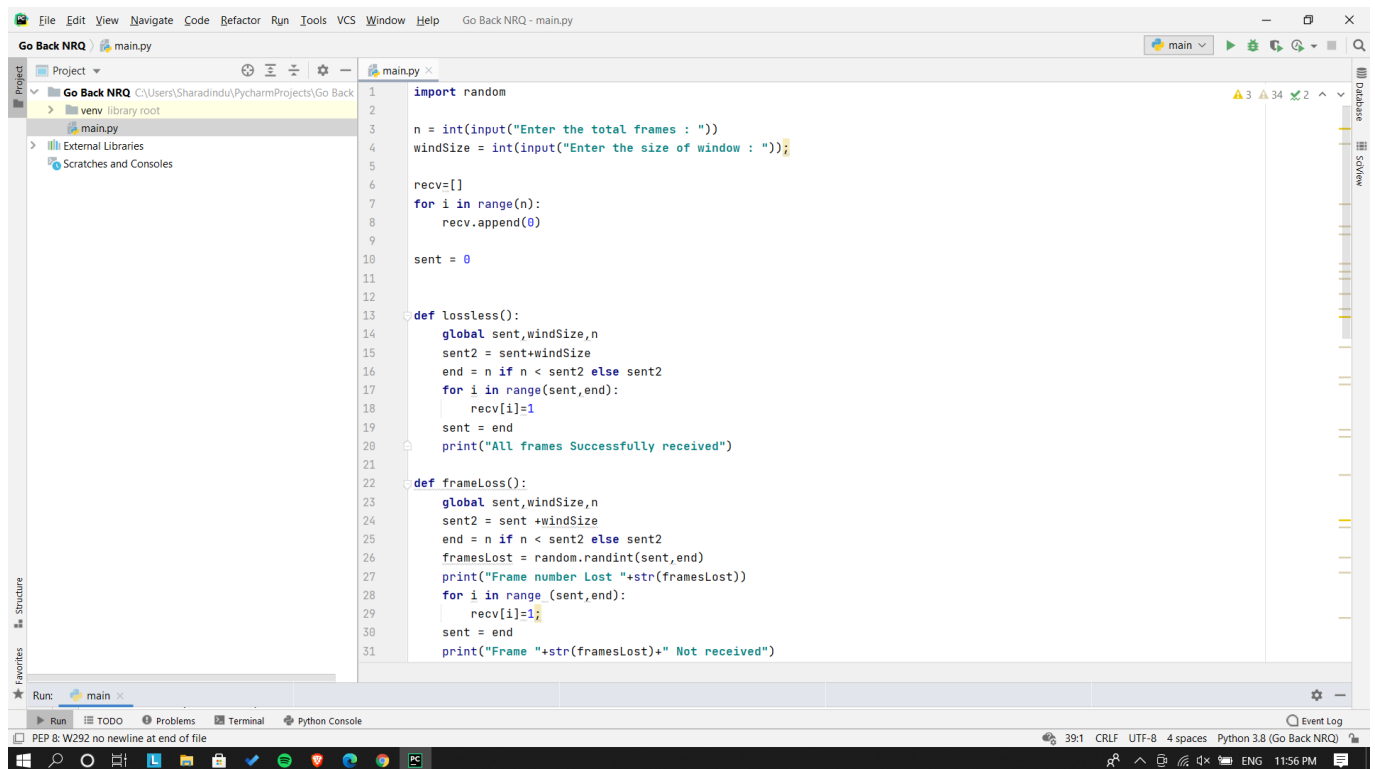 File Edit View Navigate Code Refactor Run Tools VCS Window Help Go Back NRQ - main.py
Go Back NRQ main.py main
Project main.py
Project
Go Back NRQ C:\Users\Sharadindu\PycharmProjects\Go Back
venv library root
main.py
External Libraries
Scratches and Consoles
3 34 2
1 import random
2
3 n = int(input("Enter the total frames : "))
4 windSize = int(input("Enter the size of window : "));
5
6 recv=[]
7 for i in range(n):
8 recv.append(0)
9
10 sent = 0
11
12
13 def lossless():
14 global sent,windSize,n
15 sent2 = sent+windSize
16 end = n if n < sent2 else sent2
17 for i in range(sent,end):
18 recv[i]=1
19 sent = end
20 print("All frames Successfully received")
21
22 def frameLoss():
23 global sent,windSize,n
24 sent2 = sent +windSize
25 end = n if n < sent2 else sent2
26 framesLost = random.randint(sent,end)
27 print("Frame number Lost "+str(framesLost))
28 for i in range (sent,end):
29 recv[i]=1;
30 sent = end
31 print("Frame "+str(framesLost)+" Not received")
Database
SciView
Structure
Favorites
Run: main
Run TODO Problems Terminal Python Console Event Log
PEP 8: W292 no newline at end of file 39:1 CRLF UTF-8 4 spaces Python 3.8 (Go Back NRQ)
L PC ENG 11:56 PM